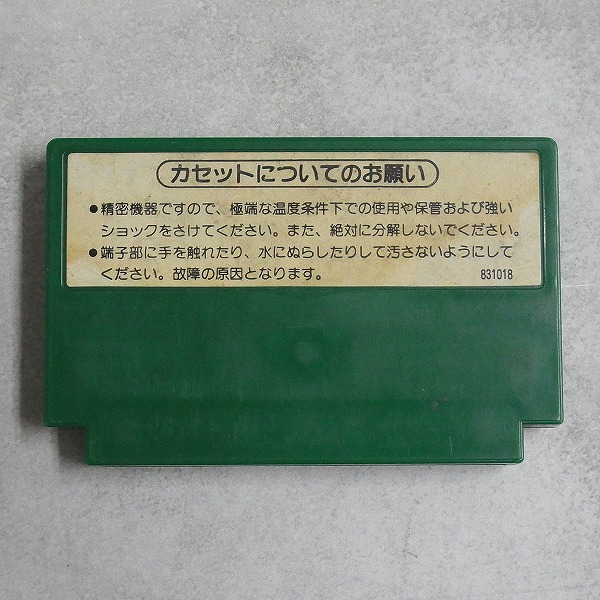 カセットについてのお願い
●精密機器ですので、極端な温度条件下での使用や保管および強い
ショックをさけてください。また、絶対に分解しないでください。
●端子部に手を触れたり、水にぬらしたりして汚さないようにして
ください。故障の原因となります。
831018